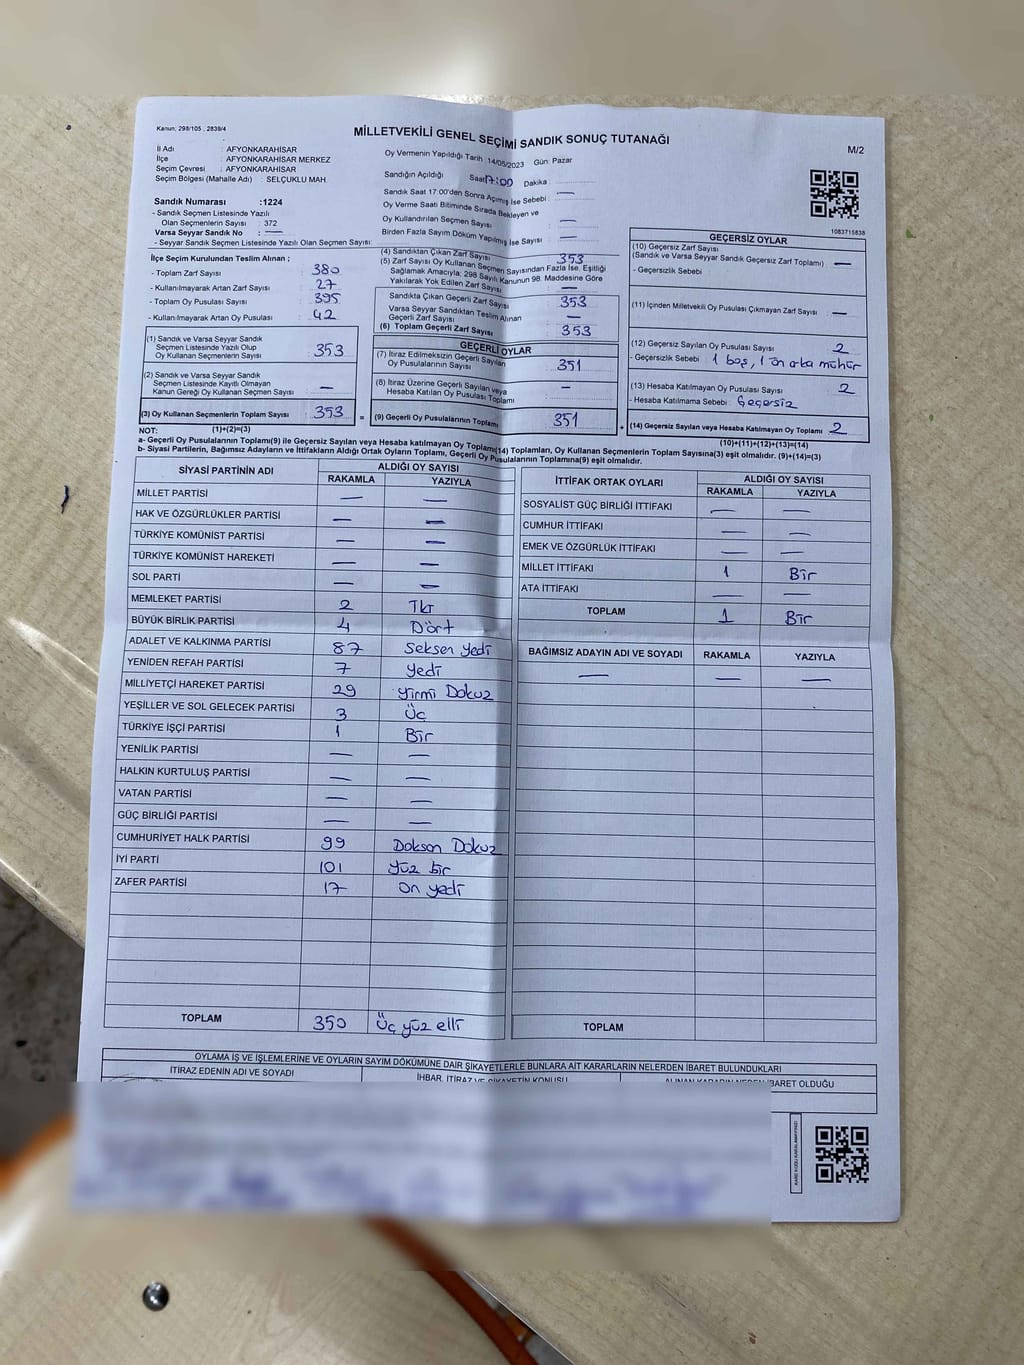 Kanun; 298/105 , 2839/4
MİLLETVEKİLİ GENEL SEÇİMİ SANDIK SONUÇ TUTANAĞI
M/2
İl Adı : AFYONKARAHİSAR
İlçe : AFYONKARAHİSAR MERKEZ
Seçim Çevresi : AFYONKARAHİSAR
Seçim Bölgesi (Mahalle Adı) : SELÇUKLU MAH.
Sandık Numarası :1224
- Sandık Seçmen Listesinde Yazılı
Olan Seçmenlerin Sayısı : 372
Varsa Seyyar Sandık No : —
- Seyyar Sandık Seçmen Listesinde Yazılı Olan Seçmen Sayısı:
Oy Vermenin Yapıldığı Tarih :14/05/2023 Gün: Pazar
Sandığın Açıldığı Saat 17:00 Dakika :
Sandık Saat 17:00'den Sonra Açılmış İse Sebebi : —
Oy Verme Saati Bitiminde Sırada Bekleyen ve
Oy Kullandırılan Seçmen Sayısı : —
Birden Fazla Sayım Döküm Yapılmış İse Sayısı : —
1083715838
İlçe Seçim Kurulundan Teslim Alınan ;
- Toplam Zarf Sayısı : 380
- Kullanılmayarak Artan Zarf Sayısı : 27
- Toplam Oy Pusulası Sayısı : 395
- Kullanılmayarak Artan Oy Pusulası : 42
(1) Sandık ve Varsa Seyyar Sandık
Seçmen Listesinde Yazılı Olup
Oy Kullanan Seçmenlerin Sayısı : 353
(2) Sandık ve Varsa Seyyar Sandık
Seçmen Listesinde Kayıtlı Olmayan
Kanun Gereği Oy Kullanan Seçmen Sayısı : —
(3) Oy Kullanan Seçmenlerin Toplam Sayısı : 353
(4) Sandıktan Çıkan Zarf Sayısı : 353
(5) Zarf Sayısı Oy Kullanan Seçmen Sayısından Fazla İse, Eşitliği
Sağlamak Amacıyla; 298 Sayılı Kanunun 98. Maddesine Göre
Yakılarak Yok Edilen Zarf Sayısı : —
Sandıkta Çıkan Geçerli Zarf Sayısı : 353
Varsa Seyyar Sandıktan Teslim Alınan
Geçerli Zarf Sayısı : —
(6) Toplam Geçerli Zarf Sayısı : 353
GEÇERLİ OYLAR
(7) İtiraz Edilmeksizin Geçerli Sayılan
Oy Pusulalarının Sayısı : 351
(8) İtiraz Üzerine Geçerli Sayılan veya
Hesaba Katılan Oy Pusulası Toplamı : —
= (9) Geçerli Oy Pusulalarının Toplamı : 351
GEÇERSİZ OYLAR
(10) Geçersiz Zarf Sayısı
(Sandık ve Varsa Seyyar Sandık Geçersiz Zarf Toplamı) : —
- Geçersizlik Sebebi :
(11) İçinden Milletvekili Oy Pusulası Çıkmayan Zarf Sayısı : —
(12) Geçersiz Sayılan Oy Pusulası Sayısı : 2
- Geçersizlik Sebebi : 1 boş, 1 ön arka mühür
(13) Hesaba Katılmayan Oy Pusulası Sayısı : 2
- Hesaba Katılmama Sebebi : Geçersiz
+ (14) Geçersiz Sayılan veya Hesaba Katılmayan Oy Toplamı : 2
NOT: (1)+(2)=(3)
(10)+(11)+(12)+(13)=(14)
a- Geçerli Oy Pusulalarının Toplamı(9) ile Geçersiz Sayılan veya Hesaba katılmayan Oy Toplamı(14) Toplamları, Oy Kullanan Seçmenlerin Toplam Sayısına(3) eşit olmalıdır. (9)+(14)=(3)
b- Siyasi Partilerin, Bağımsız Adayların ve İttifakların Aldığı Ortak Oyların Toplamı, Geçerli Oy Pusulalarının Toplamına(9) eşit olmalıdır.
SİYASİ PARTİNİN ADI ALDIĞI OY SAYISI
RAKAMLA YAZIYLA
MİLLET PARTİSİ — —
HAK VE ÖZGÜRLÜKLER PARTİSİ — —
TÜRKİYE KOMÜNİST PARTİSİ — —
TÜRKİYE KOMÜNİST HAREKETİ — —
SOL PARTİ — —
MEMLEKET PARTİSİ 2 İki
BÜYÜK BİRLİK PARTİSİ 4 Dört
ADALET VE KALKINMA PARTİSİ 87 Seksen yedi
YENİDEN REFAH PARTİSİ 7 yedi
MİLLİYETÇİ HAREKET PARTİSİ 29 yirmi Dokuz
YEŞİLLER VE SOL GELECEK PARTİSİ 3 Üç
TÜRKİYE İŞÇİ PARTİSİ 1 Bir
YENİLİK PARTİSİ — —
HALKIN KURTULUŞ PARTİSİ — —
VATAN PARTİSİ — —
GÜÇ BİRLİĞİ PARTİSİ — —
CUMHURİYET HALK PARTİSİ 99 Doksan Dokuz
İYİ PARTİ 101 yüz bir
ZAFER PARTİSİ 17 on yedi
TOPLAM 350 Üç yüz elli
İTTİFAK ORTAK OYLARI ALDIĞI OY SAYISI
RAKAMLA YAZIYLA
SOSYALİST GÜÇ BİRLİĞİ İTTİFAKI — —
CUMHUR İTTİFAKI — —
EMEK VE ÖZGÜRLÜK İTTİFAKI — —
MİLLET İTTİFAKI 1 Bir
ATA İTTİFAKI — —
TOPLAM 1 Bir
BAĞIMSIZ ADAYIN ADI VE SOYADI RAKAMLA YAZIYLA
— — —
TOPLAM
OYLAMA İŞ VE İŞLEMLERİNE VE OYLARIN SAYIM DÖKÜMÜNE DAİR ŞİKAYETLERLE BUNLARA AİT KARARLARIN NELERDEN İBARET BULUNDUKLARI
İTİRAZ EDENİN ADI VE SOYADI
İHBAR, İTİRAZ VE ŞİKAYETİN KONUSU
ALINAN KARARIN NEDEN İBARET OLDUĞU
KARE KODU KARALAMAYINIZ